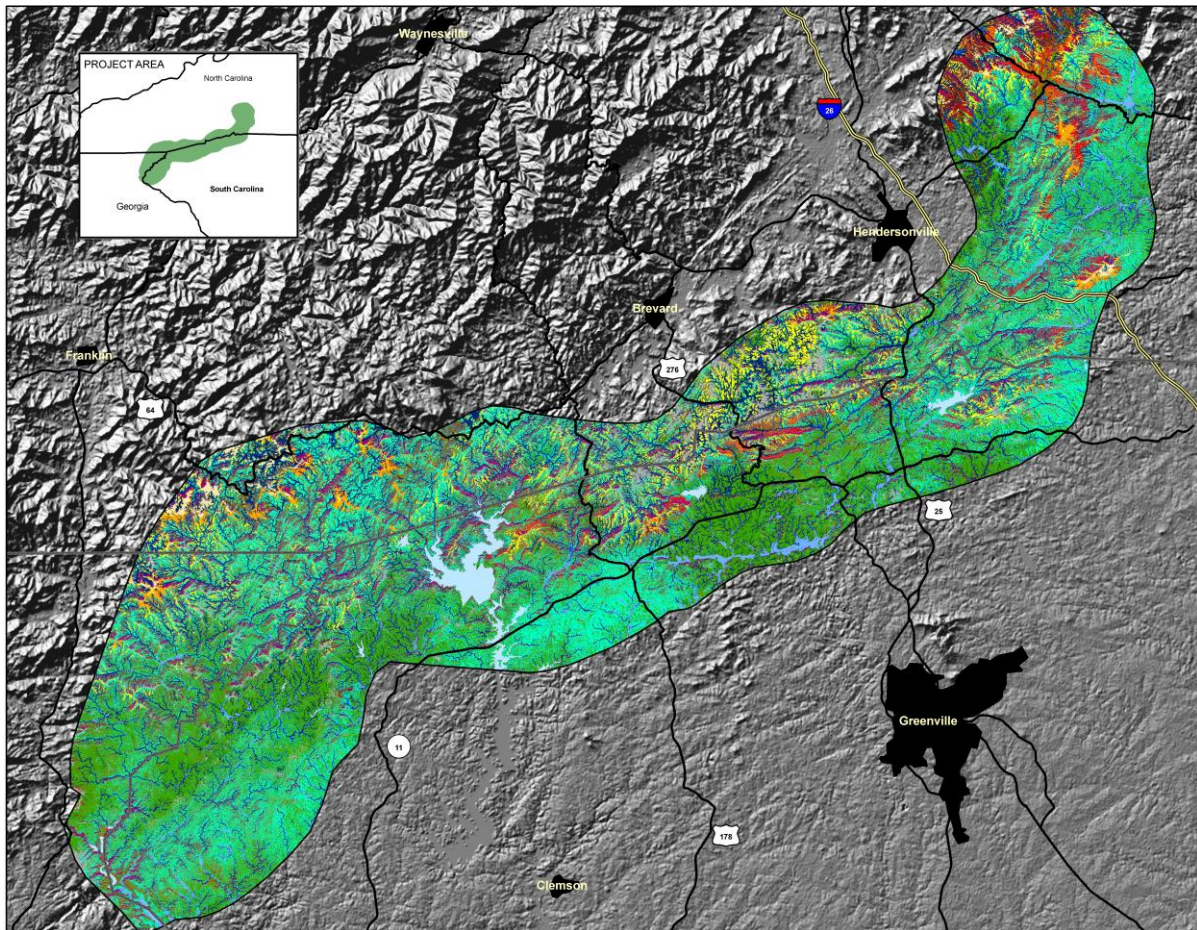 Waynesville
PROJECT AREA
North Carolina
South Carolina
Georgia
26
Hendersonville
Brevard
276
Franklin
64
25
11
Greenville
178
Clemson